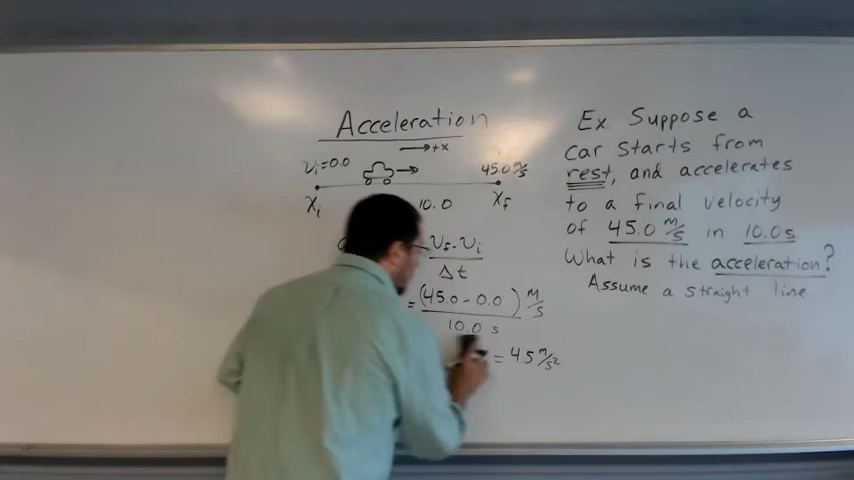 Acceleration
→+x
v_i=0.0
45.0 m/s
x_i
10.0
x_f
v_f - v_i
Δt
= (45.0 - 0.0) m/s
10.0 s
= 4.5 m/s²
Ex Suppose a
car starts from
rest, and accelerates
to a final velocity
of 45.0 m/s in 10.0s
What is the acceleration?
Assume a straight line